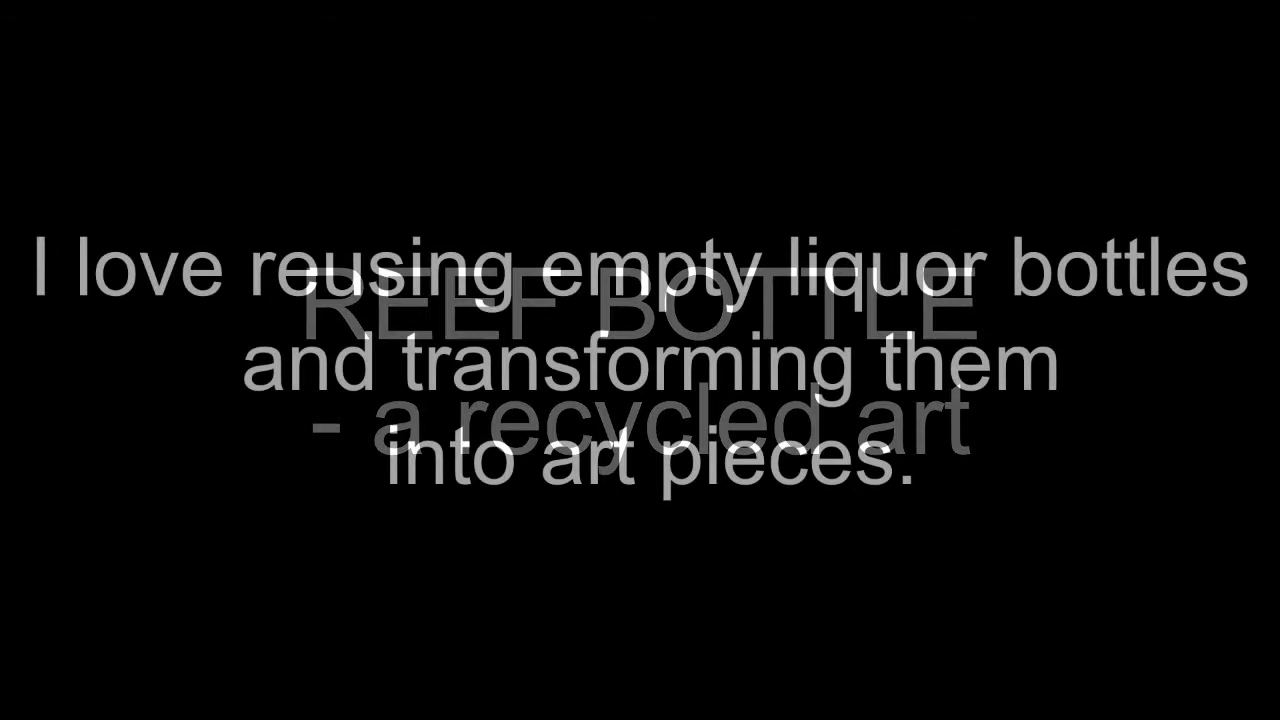 I love reusing empty liquor bottles
REEF BOTTLE
and transforming them
- a recycled art
into art pieces.